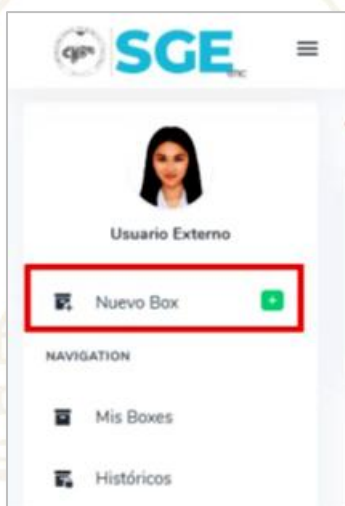 SGE
Usuario Externo
Nuevo Box
NAVIGATION
Mis Boxes
Históricos